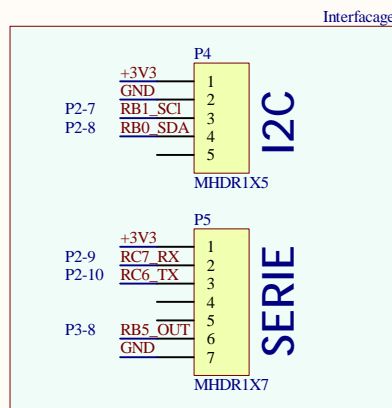 Interfacage
P4
+3V3
1
GND
2
P2-7 RB1_SCl 3
P2-8 RB0_SDA 4
5
I2C
MHDR1X5
P5
+3V3
1
P2-9 RC7_RX 2
P2-10 RC6_TX 3
4
5
P3-8 RB5_OUT 6
GND
7
SERIE
MHDR1X7